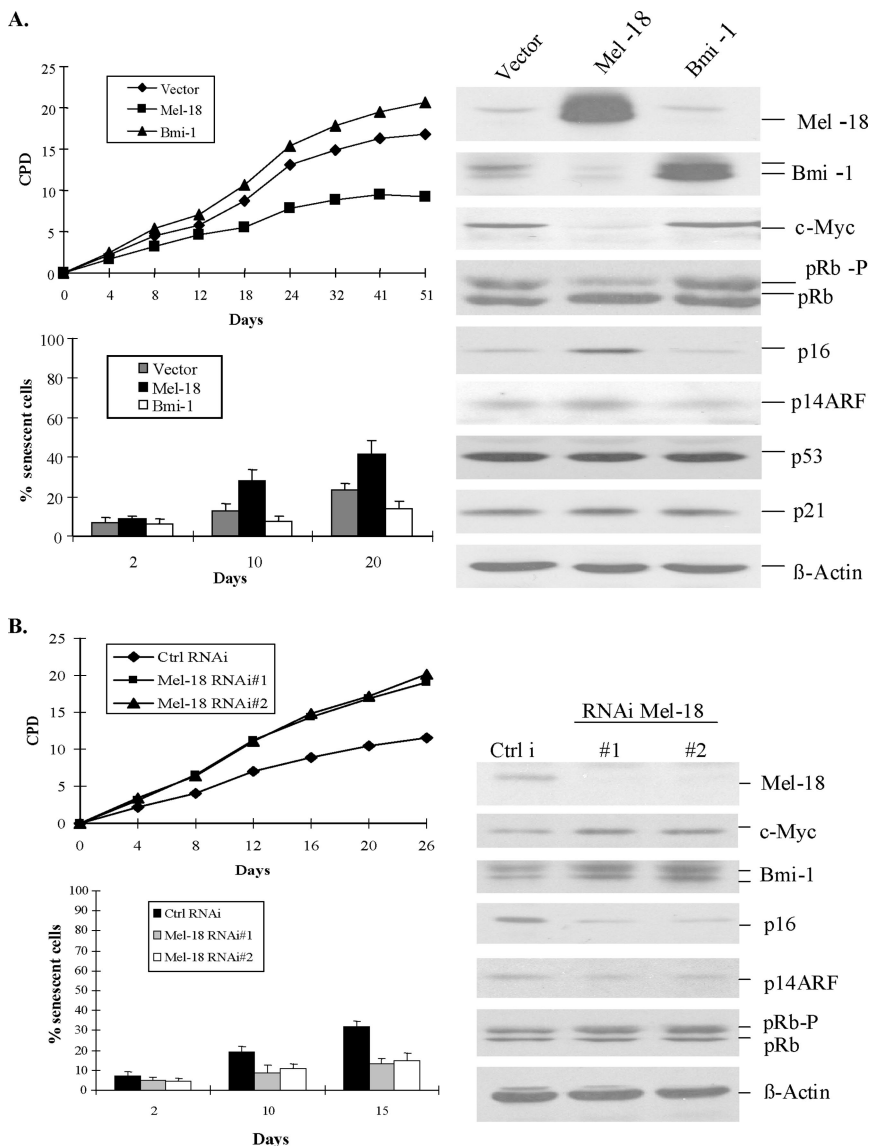 A.
25
20
15
10
5
0
CPD
Vector
Mel-18
Bmi-1
0 4 8 12 18 24 32 41 51
Days
100
80
60
40
20
0
% senescent cells
Vector
Mel-18
Bmi-1
2 10 20
Days
Vector Mel -18 Bmi -1
Mel -18
Bmi -1
c-Myc
pRb -P
pRb
p16
p14ARF
p53
p21
ß-Actin
B.
25
20
15
10
5
0
CPD
Ctrl RNAi
Mel-18 RNAi#1
Mel-18 RNAi#2
0 4 8 12 16 20 26
Days
100
90
80
70
60
50
40
30
20
10
0
% senescent cells
Ctrl RNAi
Mel-18 RNAi#1
Mel-18 RNAi#2
2 10 15
Days
RNAi Mel-18
Ctrl i #1 #2
Mel-18
c-Myc
Bmi-1
p16
p14ARF
pRb-P
pRb
ß-Actin